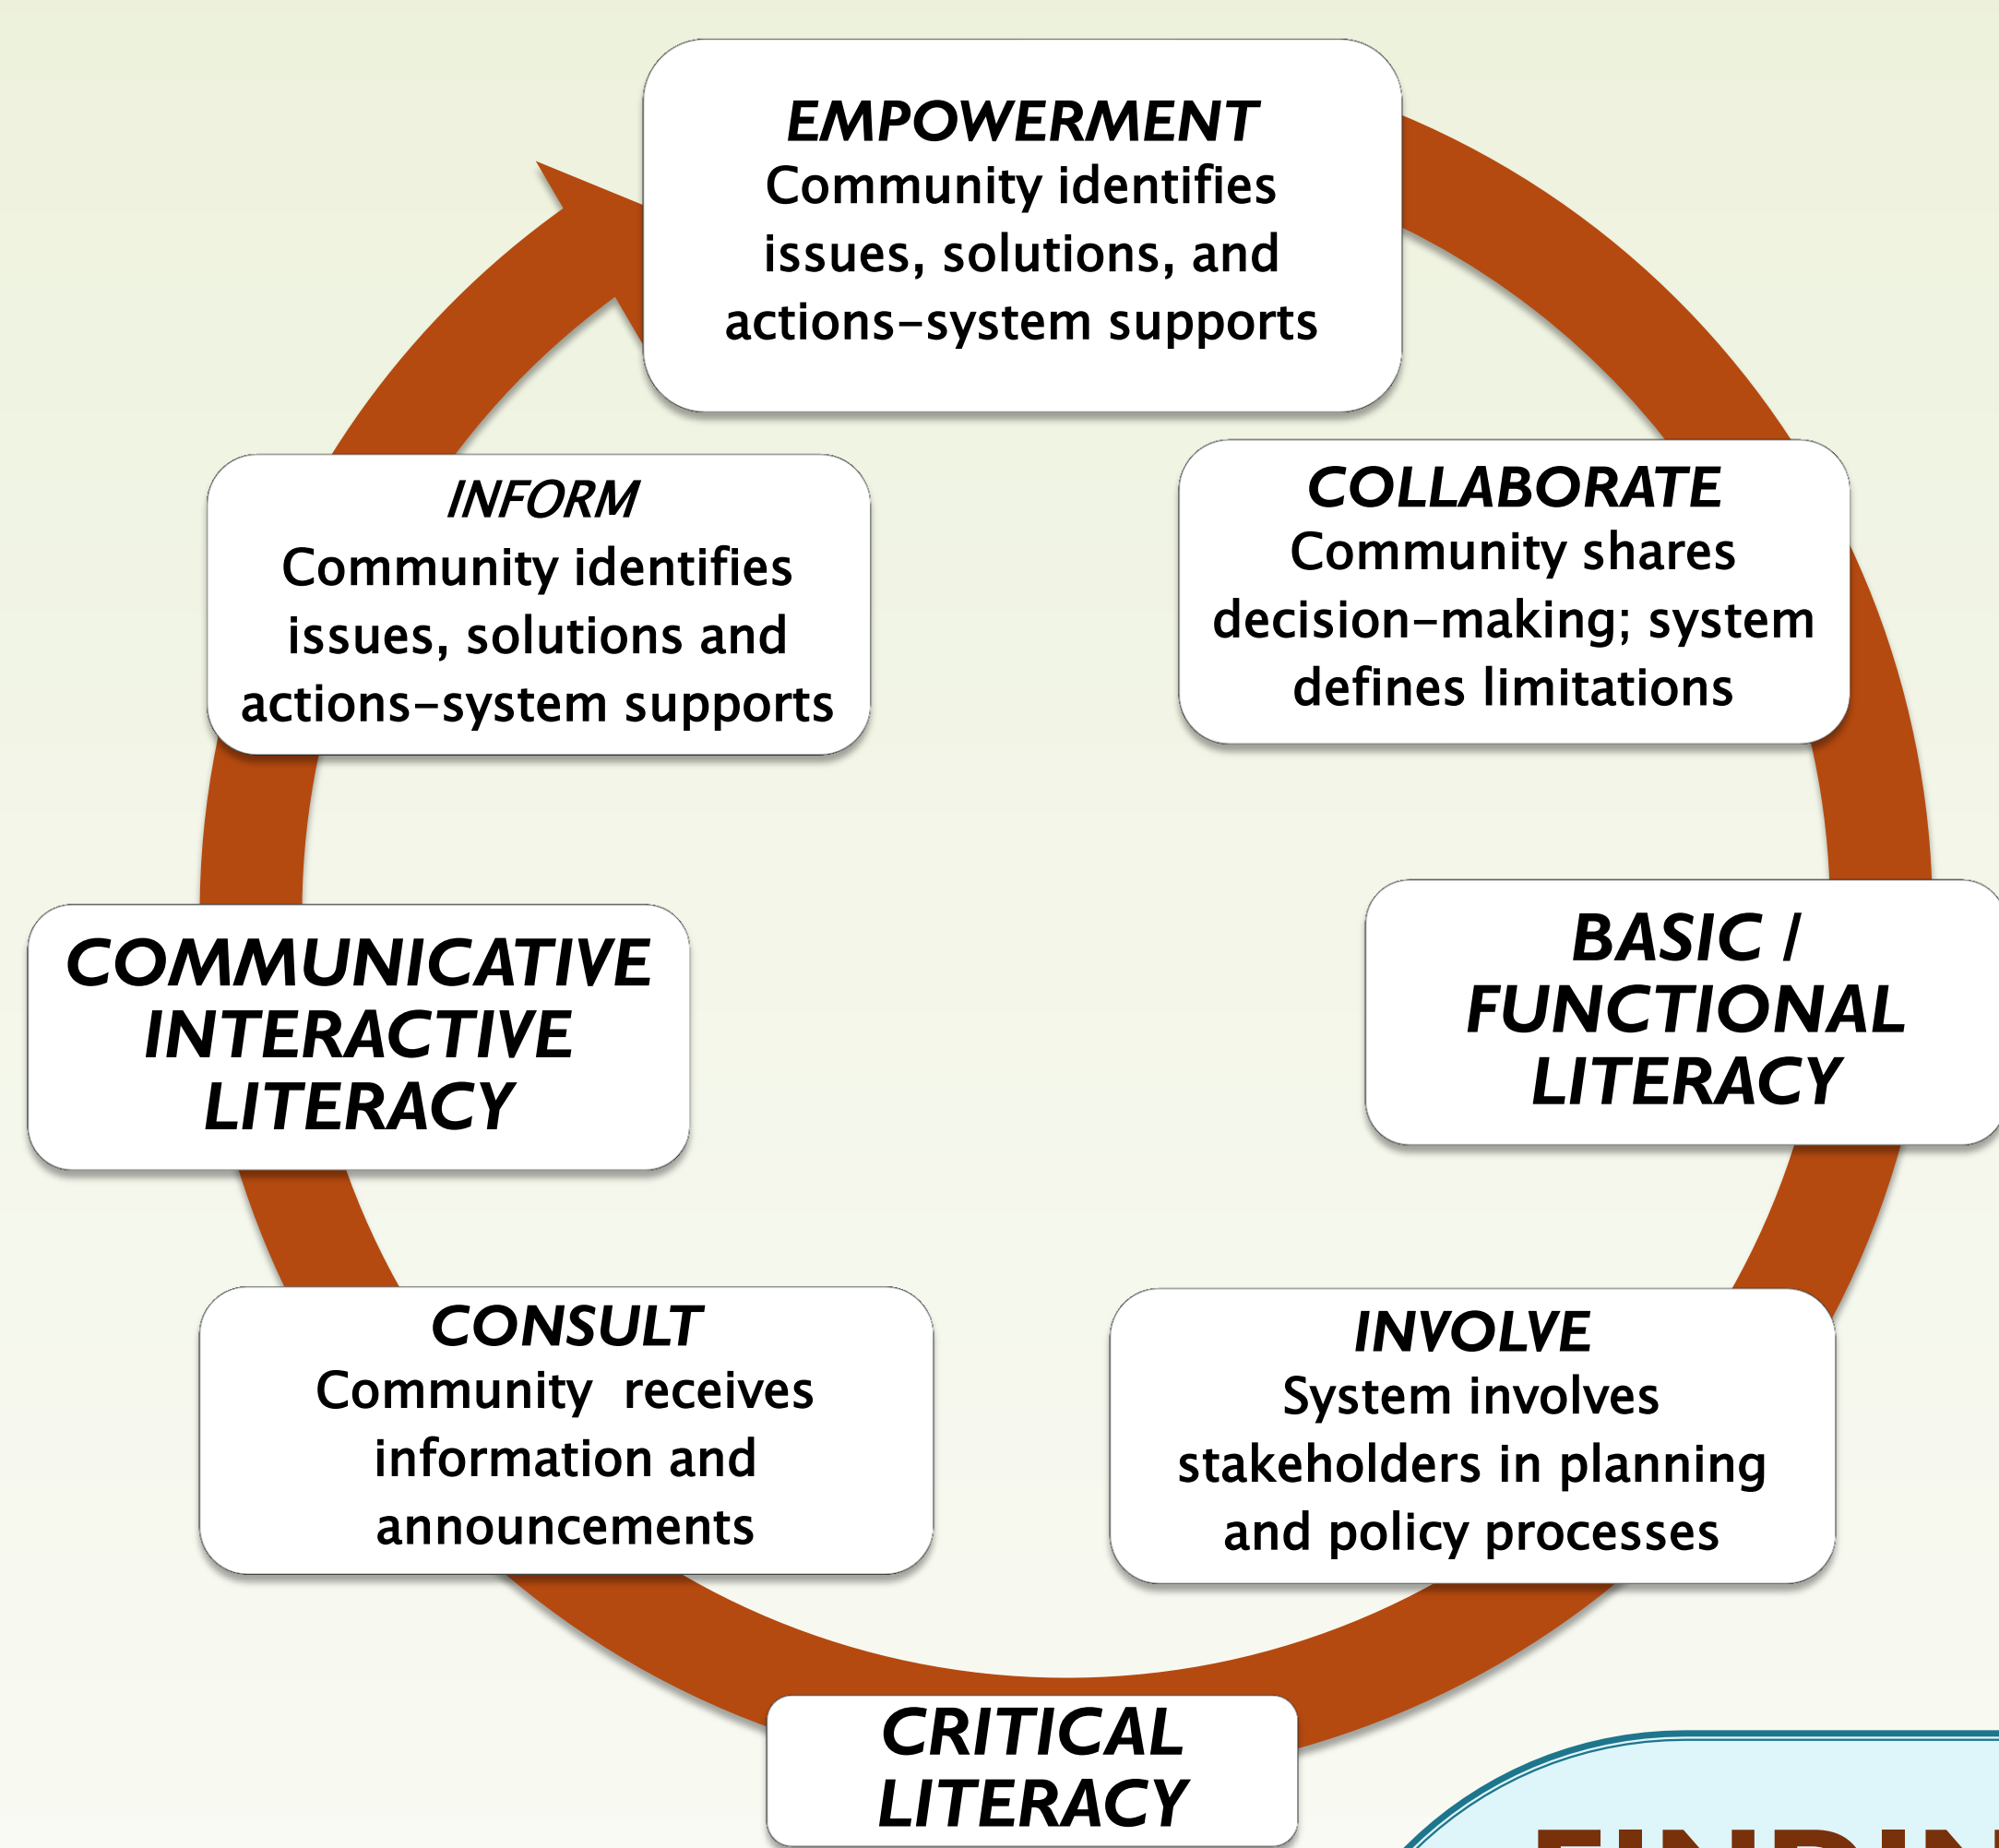 EMPOWERMENT
Community identifies
issues, solutions, and
actions–system supports
COLLABORATE
Community shares
decision–making; system
defines limitations
BASIC /
FUNCTIONAL
LITERACY
INVOLVE
System involves
stakeholders in planning
and policy processes
CRITICAL
LITERACY
CONSULT
Community  receives
information and
announcements
COMMUNICATIVE
INTERACTIVE
LITERACY
INFORM
Community identifies
issues, solutions and
actions–system supports